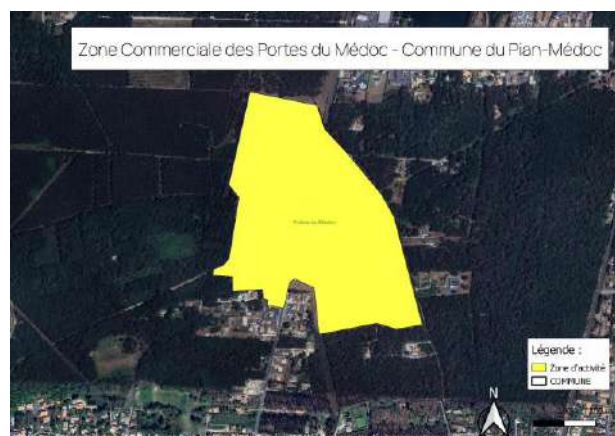 Zone Commerciale des Portes du Médoc - Commune du Pian-Médoc
Légende :
Zone d'activité
COMMUNE
N